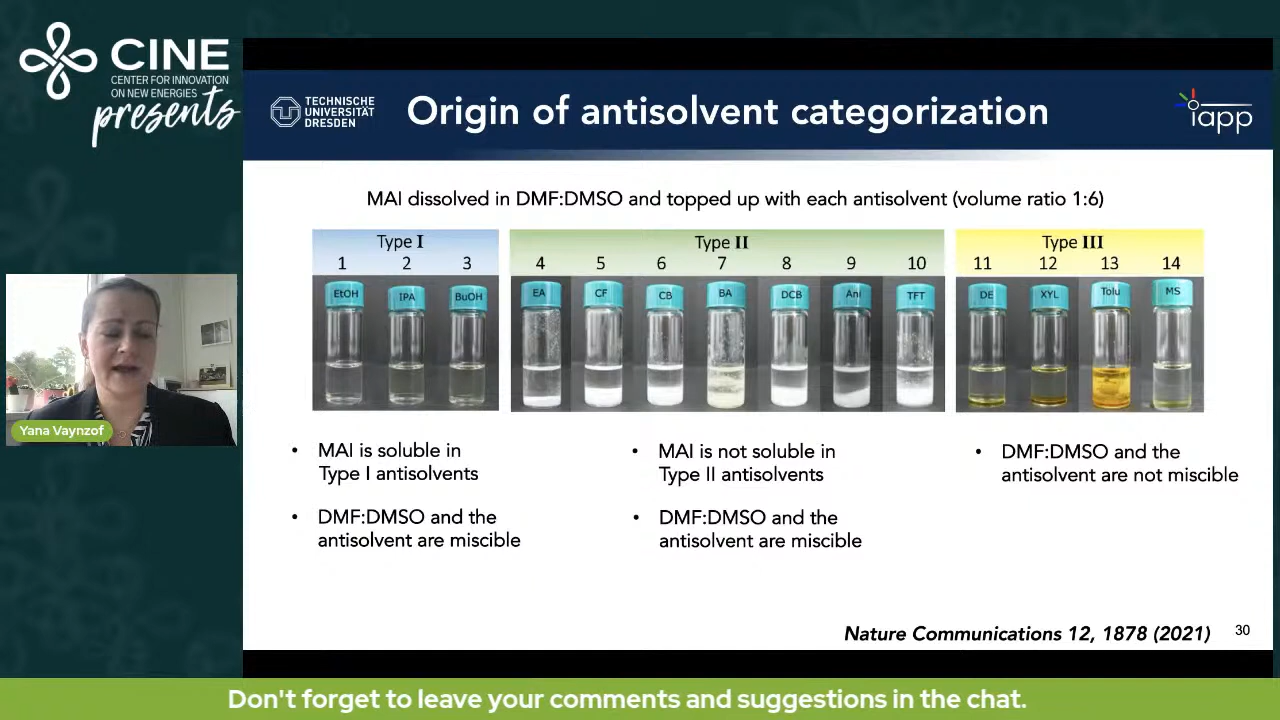 CINE
CENTER FOR INNOVATION
ON NEW ENERGIES
presents
TECHNISCHE
UNIVERSITÄT
DRESDEN
Origin of antisolvent categorization
iapp
MAI dissolved in DMF:DMSO and topped up with each antisolvent (volume ratio 1:6)
Type I
1 2 3
EtOH IPA BuOH
Type II
4 5 6 7 8 9 10
EA CF CB BA DCB Ani TFT
Type III
11 12 13 14
DE XYL Tolu MS
Yana Vaynzof
• MAI is soluble in
Type I antisolvents
• DMF:DMSO and the
antisolvent are miscible
• MAI is not soluble in
Type II antisolvents
• DMF:DMSO and the
antisolvent are miscible
• DMF:DMSO and the
antisolvent are not miscible
Nature Communications 12, 1878 (2021)
30
Don't forget to leave your comments and suggestions in the chat.